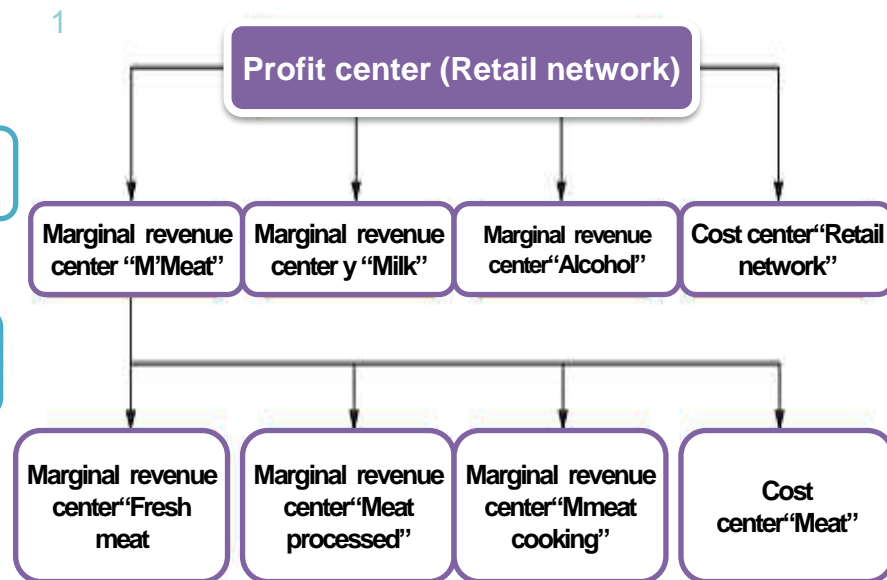 1
Profit center (Retail network)
Marginal revenue
center “M’Meat”
Marginal revenue
center y “Milk”
Marginal revenue
center“Alcohol”
Cost center“Retail
network”
Marginal revenue
center“Fresh
meat
Marginal revenue
center“Meat
processed”
Marginal revenue
center“Mmeat
cooking”
Cost
center“Meat”